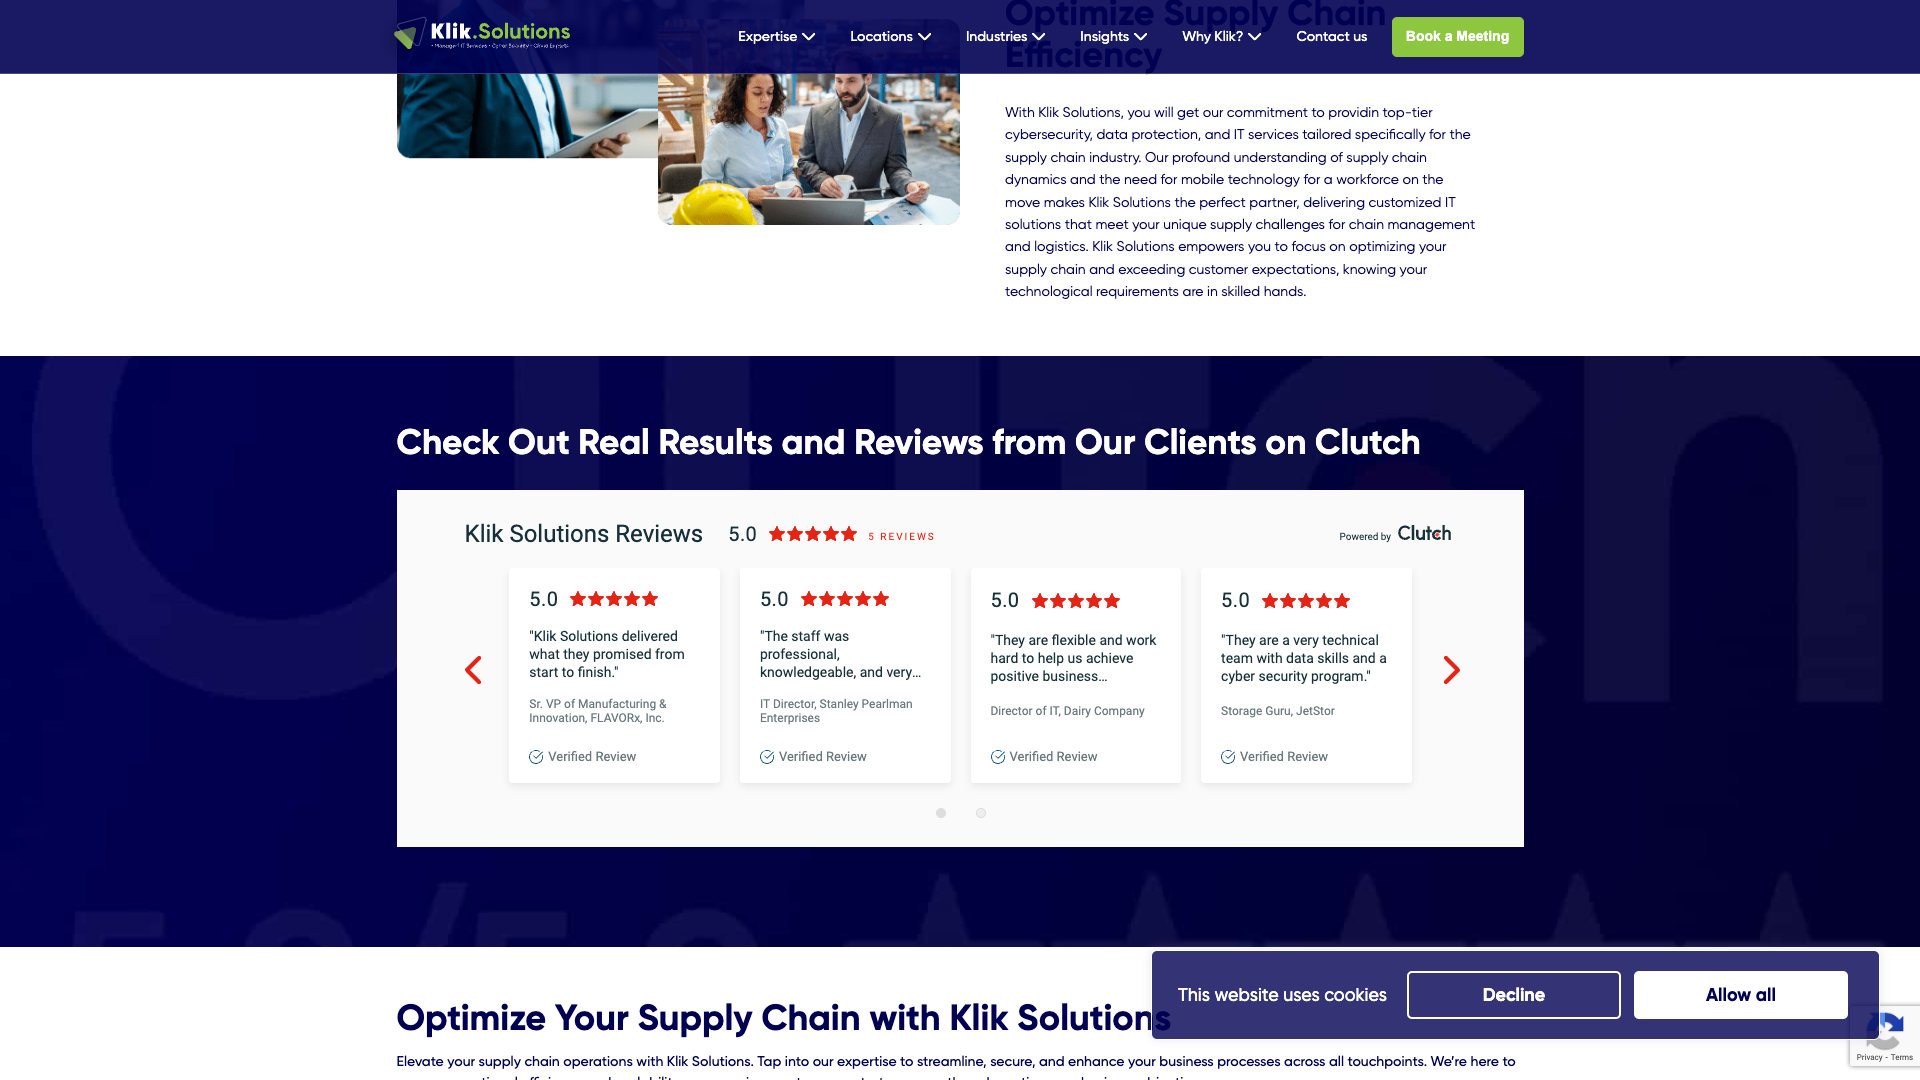 Klik.Solutions
Expertise
Locations
Industries
Insights
Why Klik?
Contact us
Book a Meeting
Optimize Supply Chain
Efficiency
With Klik Solutions, you will get our commitment to providin top-tier
cybersecurity, data protection, and IT services tailored specifically for the
supply chain industry. Our profound understanding of supply chain
dynamics and the need for mobile technology for a workforce on the
move makes Klik Solutions the perfect partner, delivering customized IT
solutions that meet your unique supply challenges for chain management
and logistics. Klik Solutions empowers you to focus on optimizing your
supply chain and exceeding customer expectations, knowing your
technological requirements are in skilled hands.
Check Out Real Results and Reviews from Our Clients on Clutch
Klik Solutions Reviews 5.0 5 REVIEWS
Powered by Clutch
5.0
"Klik Solutions delivered
what they promised from
start to finish."
Sr. VP of Manufacturing &
Innovation, FLAVORx, Inc.
Verified Review
5.0
"The staff was
professional,
knowledgeable, and very...
IT Director, Stanley Pearlman
Enterprises
Verified Review
5.0
"They are flexible and work
hard to help us achieve
positive business...
Director of IT, Dairy Company
Verified Review
5.0
"They are a very technical
team with data skills and a
cyber security program."
Storage Guru, JetStor
Verified Review
Optimize Your Supply Chain with Klik Solutions
Elevate your supply chain operations with Klik Solutions. Tap into our expertise to streamline, secure, and enhance your business processes across all touchpoints. We’re here to
This website uses cookies
Decline
Allow all
Privacy - Terms